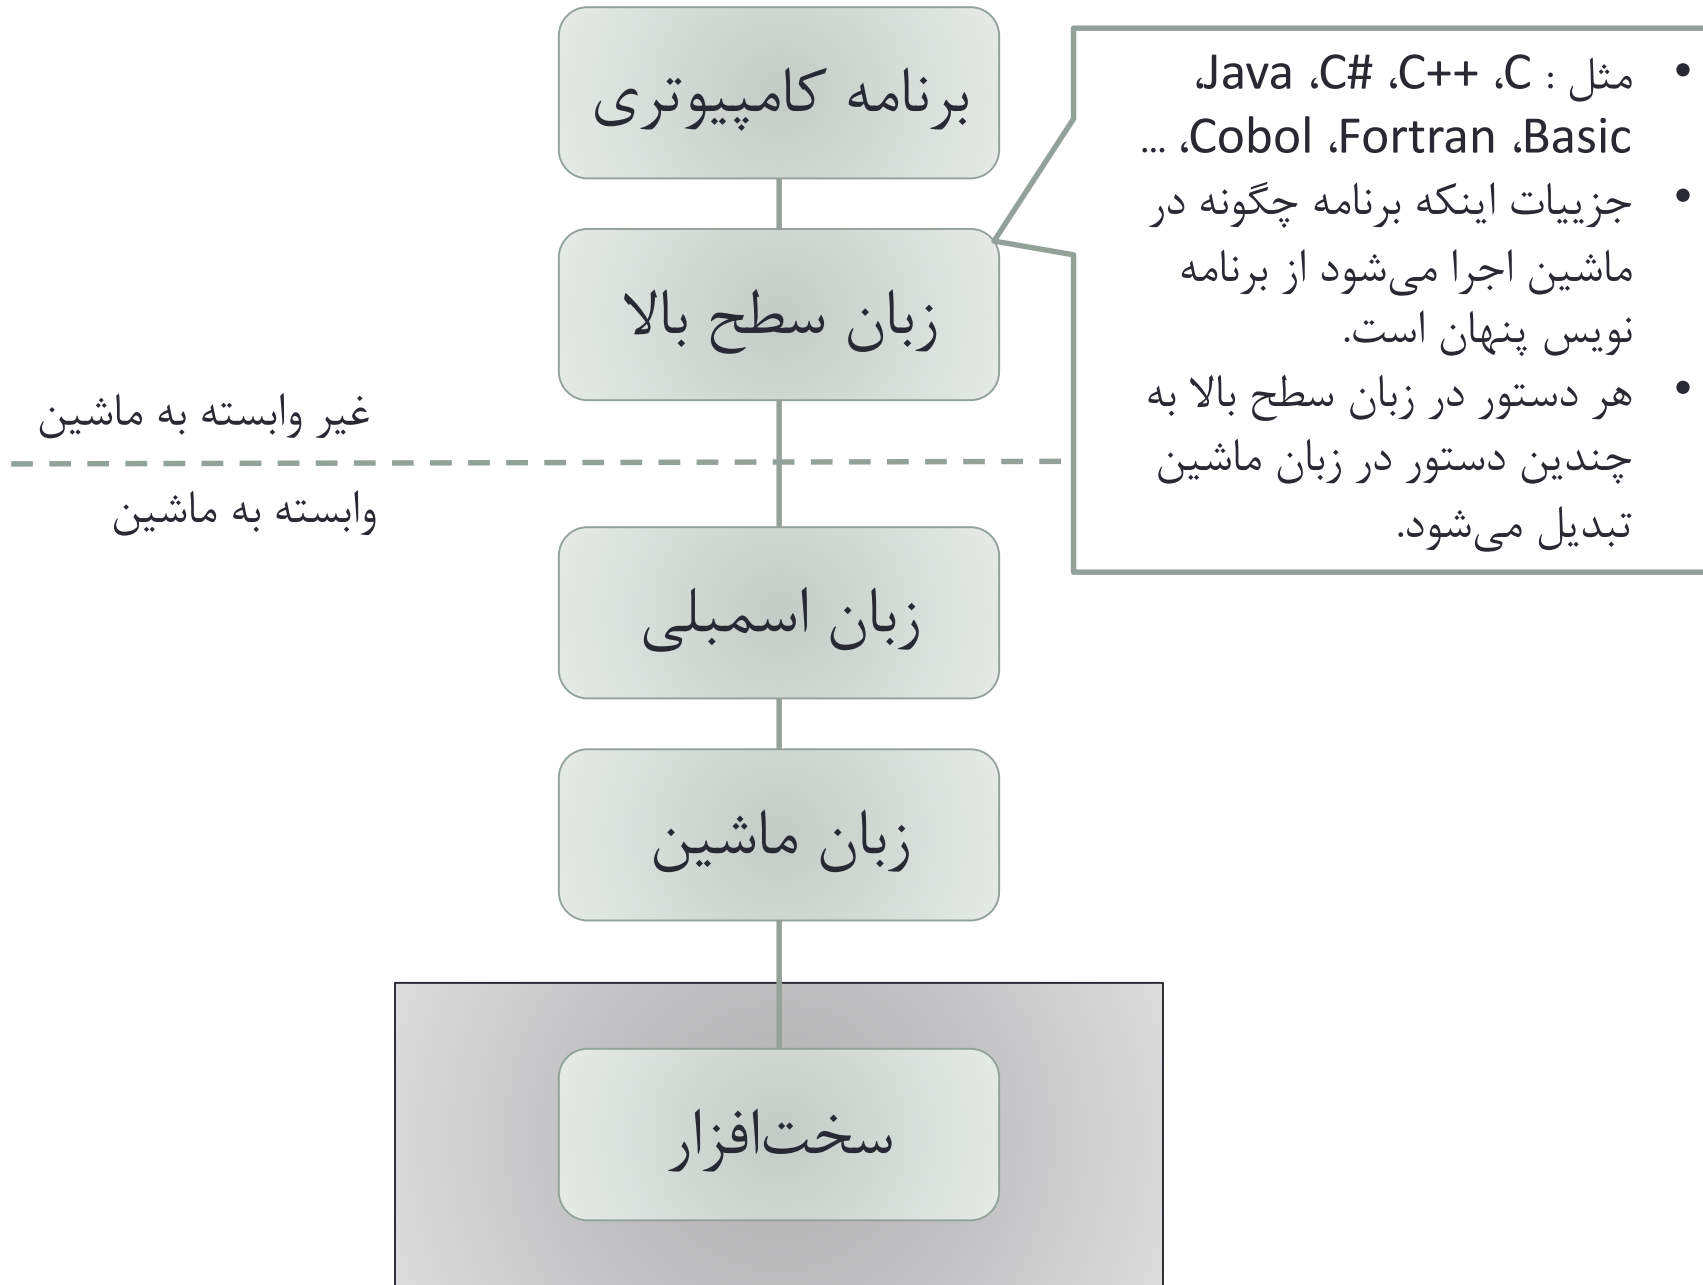 برنامه کامپیوتری
• مثل : C، C++‎، C#‎، Java،
Basic، Fortran، Cobol، ...
• جزییات اینکه برنامه چگونه در
ماشین اجرا می‌شود از برنامه
نویس پنهان است.
• هر دستور در زبان سطح بالا به
چندین دستور در زبان ماشین
تبدیل می‌شود.
زبان سطح بالا
غیر وابسته به ماشین
وابسته به ماشین
زبان اسمبلی
زبان ماشین
سخت‌افزار